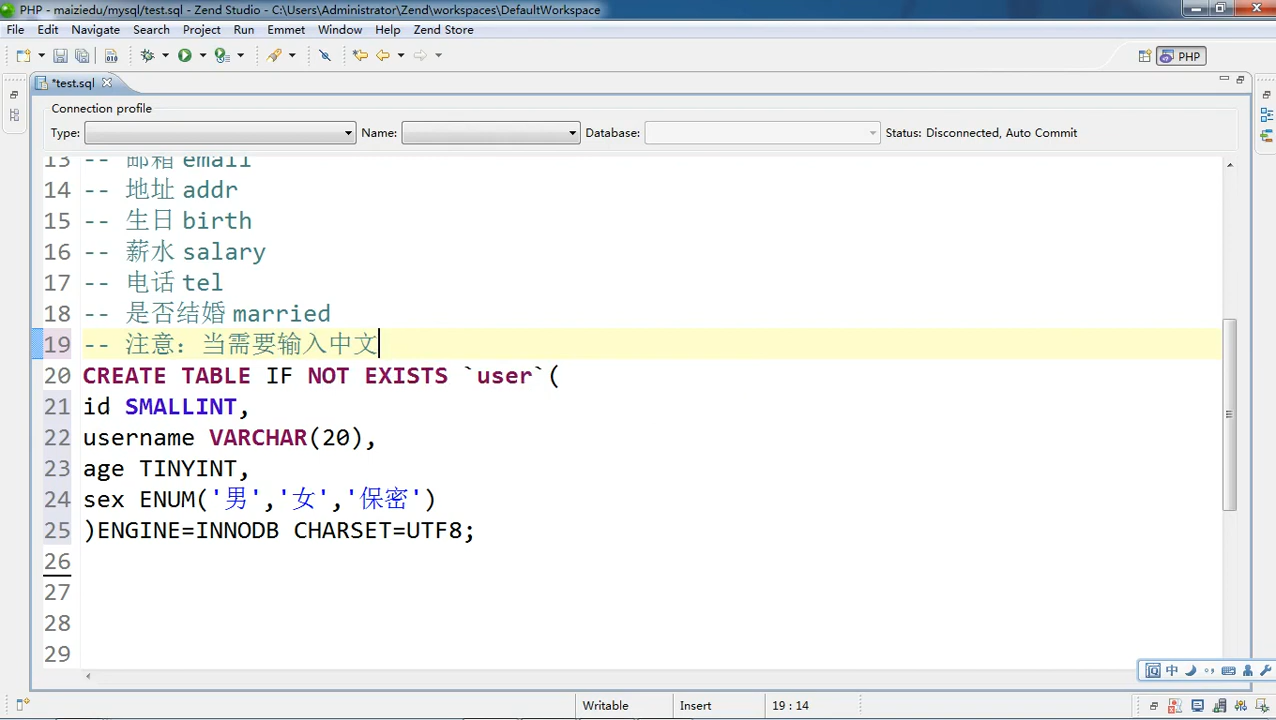 PHP - maiziedu/mysql/test.sql - Zend Studio - C:\Users\Administrator\Zend\workspaces\DefaultWorkspace
File Edit Navigate Search Project Run Emmet Window Help Zend Store
PHP
*test.sql
Connection profile
Type: Name: Database: Status: Disconnected, Auto Commit
13 -- 邮箱 email
14 -- 地址 addr
15 -- 生日 birth
16 -- 薪水 salary
17 -- 电话 tel
18 -- 是否结婚 married
19 -- 注意：当需要输入中文
20 CREATE TABLE IF NOT EXISTS `user`(
21 id SMALLINT,
22 username VARCHAR(20),
23 age TINYINT,
24 sex ENUM('男','女','保密')
25 )ENGINE=INNODB CHARSET=UTF8;
26
27
28
29
中
Writable Insert 19 : 14